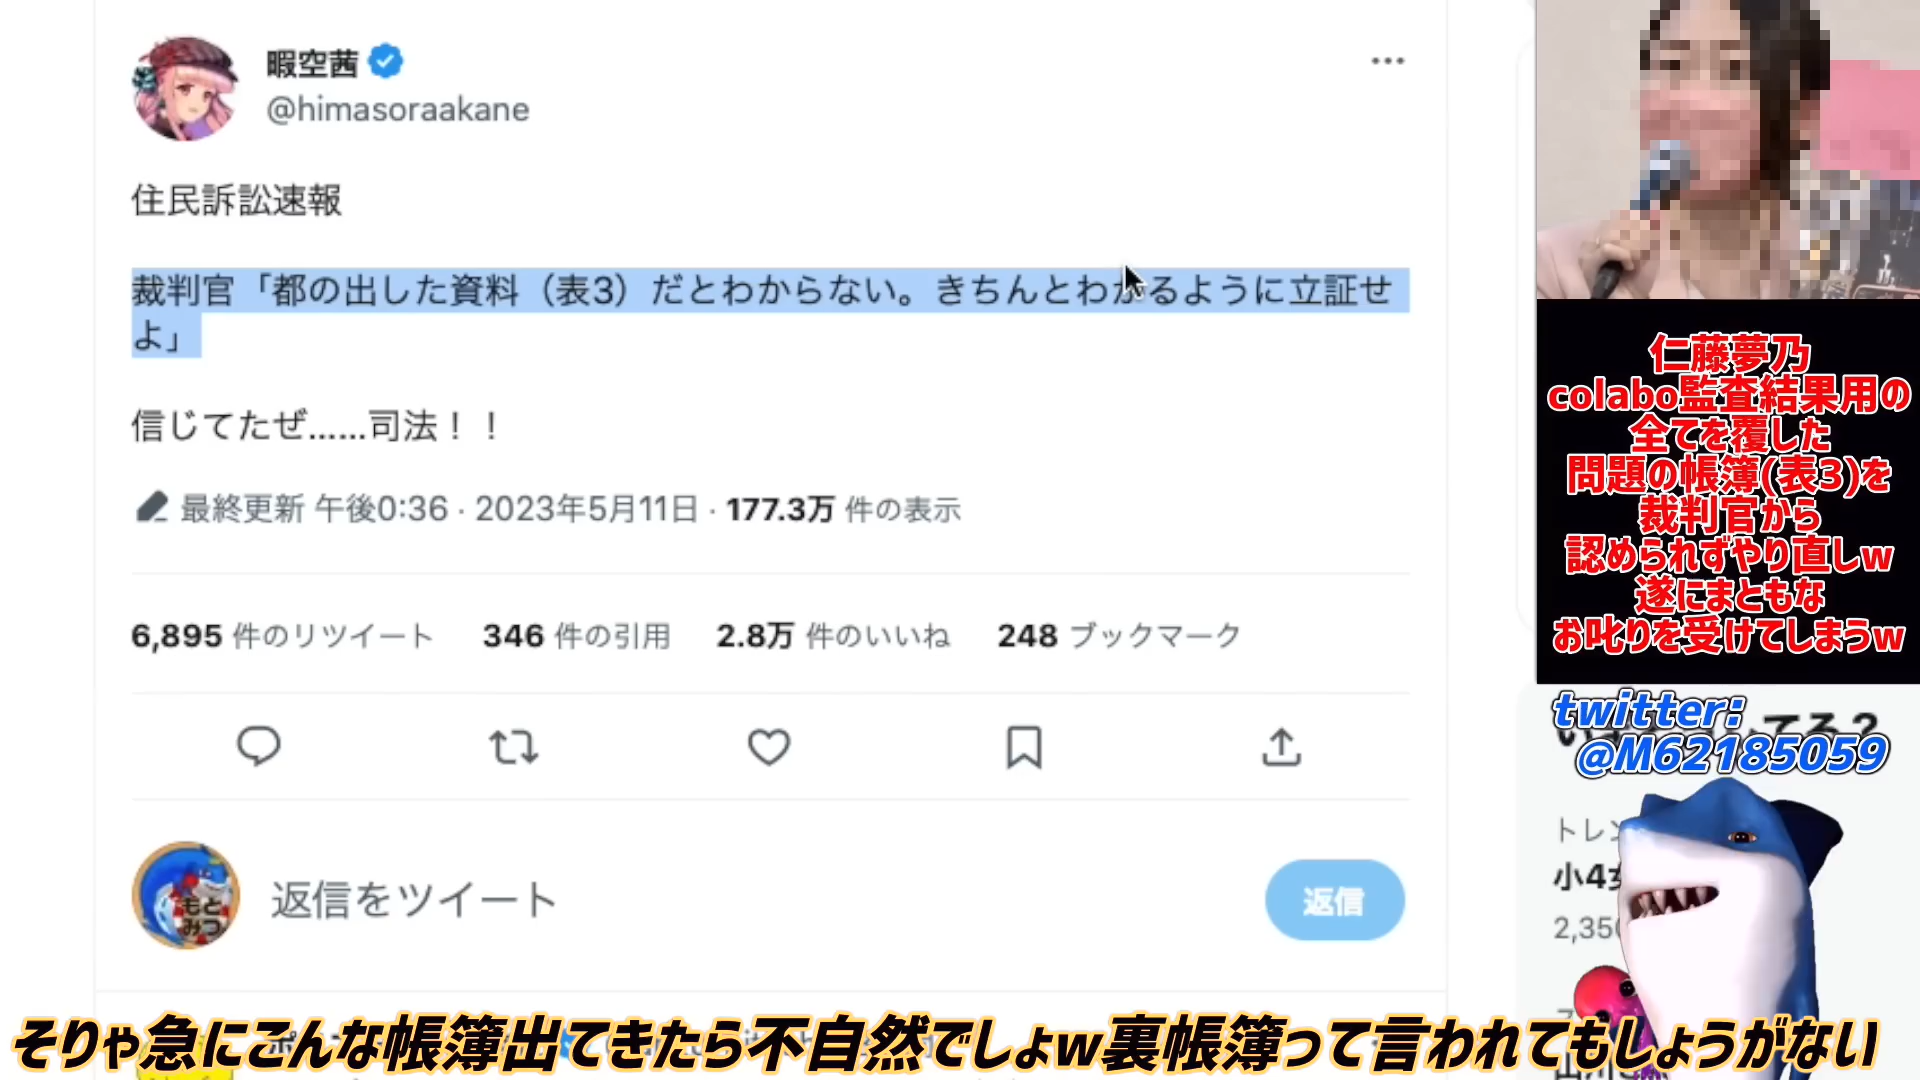 暇空茜
@himasoraakane
住民訴訟速報
裁判官「都の出した資料（表3）だとわからない。きちんとわかるように立証せ
よ」
信じてたぜ......司法！！
最終更新 午後0:36 · 2023年5月11日 · 177.3万 件の表示
6,895 件のリツイート 346 件の引用 2.8万 件のいいね 248 ブックマーク
もと
みつ
返信をツイート
返信
仁藤夢乃
colabo監査結果用の
全てを覆した
問題の帳簿(表3)を
裁判官から
認められずやり直しw
遂にまともな
お叱りを受けてしまうw
twitter:
@M62185059
てる？
トレン
小4女
2,350
そりゃ急にこんな帳簿出てきたら不自然でしょw裏帳簿って言われてもしょうがない